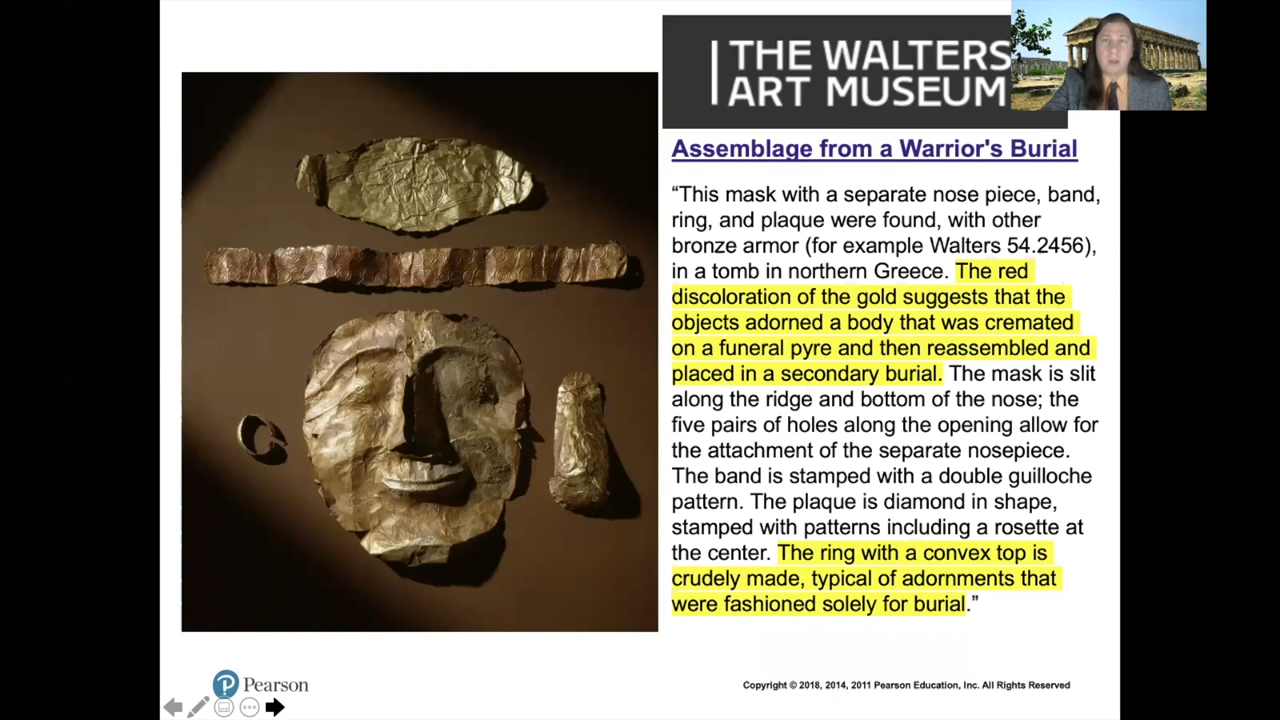 THE WALTERS
ART MUSEUM
Assemblage from a Warrior's Burial
“This mask with a separate nose piece, band,
ring, and plaque were found, with other
bronze armor (for example Walters 54.2456),
in a tomb in northern Greece. The red
discoloration of the gold suggests that the
objects adorned a body that was cremated
on a funeral pyre and then reassembled and
placed in a secondary burial. The mask is slit
along the ridge and bottom of the nose; the
five pairs of holes along the opening allow for
the attachment of the separate nosepiece.
The band is stamped with a double guilloche
pattern. The plaque is diamond in shape,
stamped with patterns including a rosette at
the center. The ring with a convex top is
crudely made, typical of adornments that
were fashioned solely for burial.”
P Pearson
Copyright © 2018, 2014, 2011 Pearson Education, Inc. All Rights Reserved